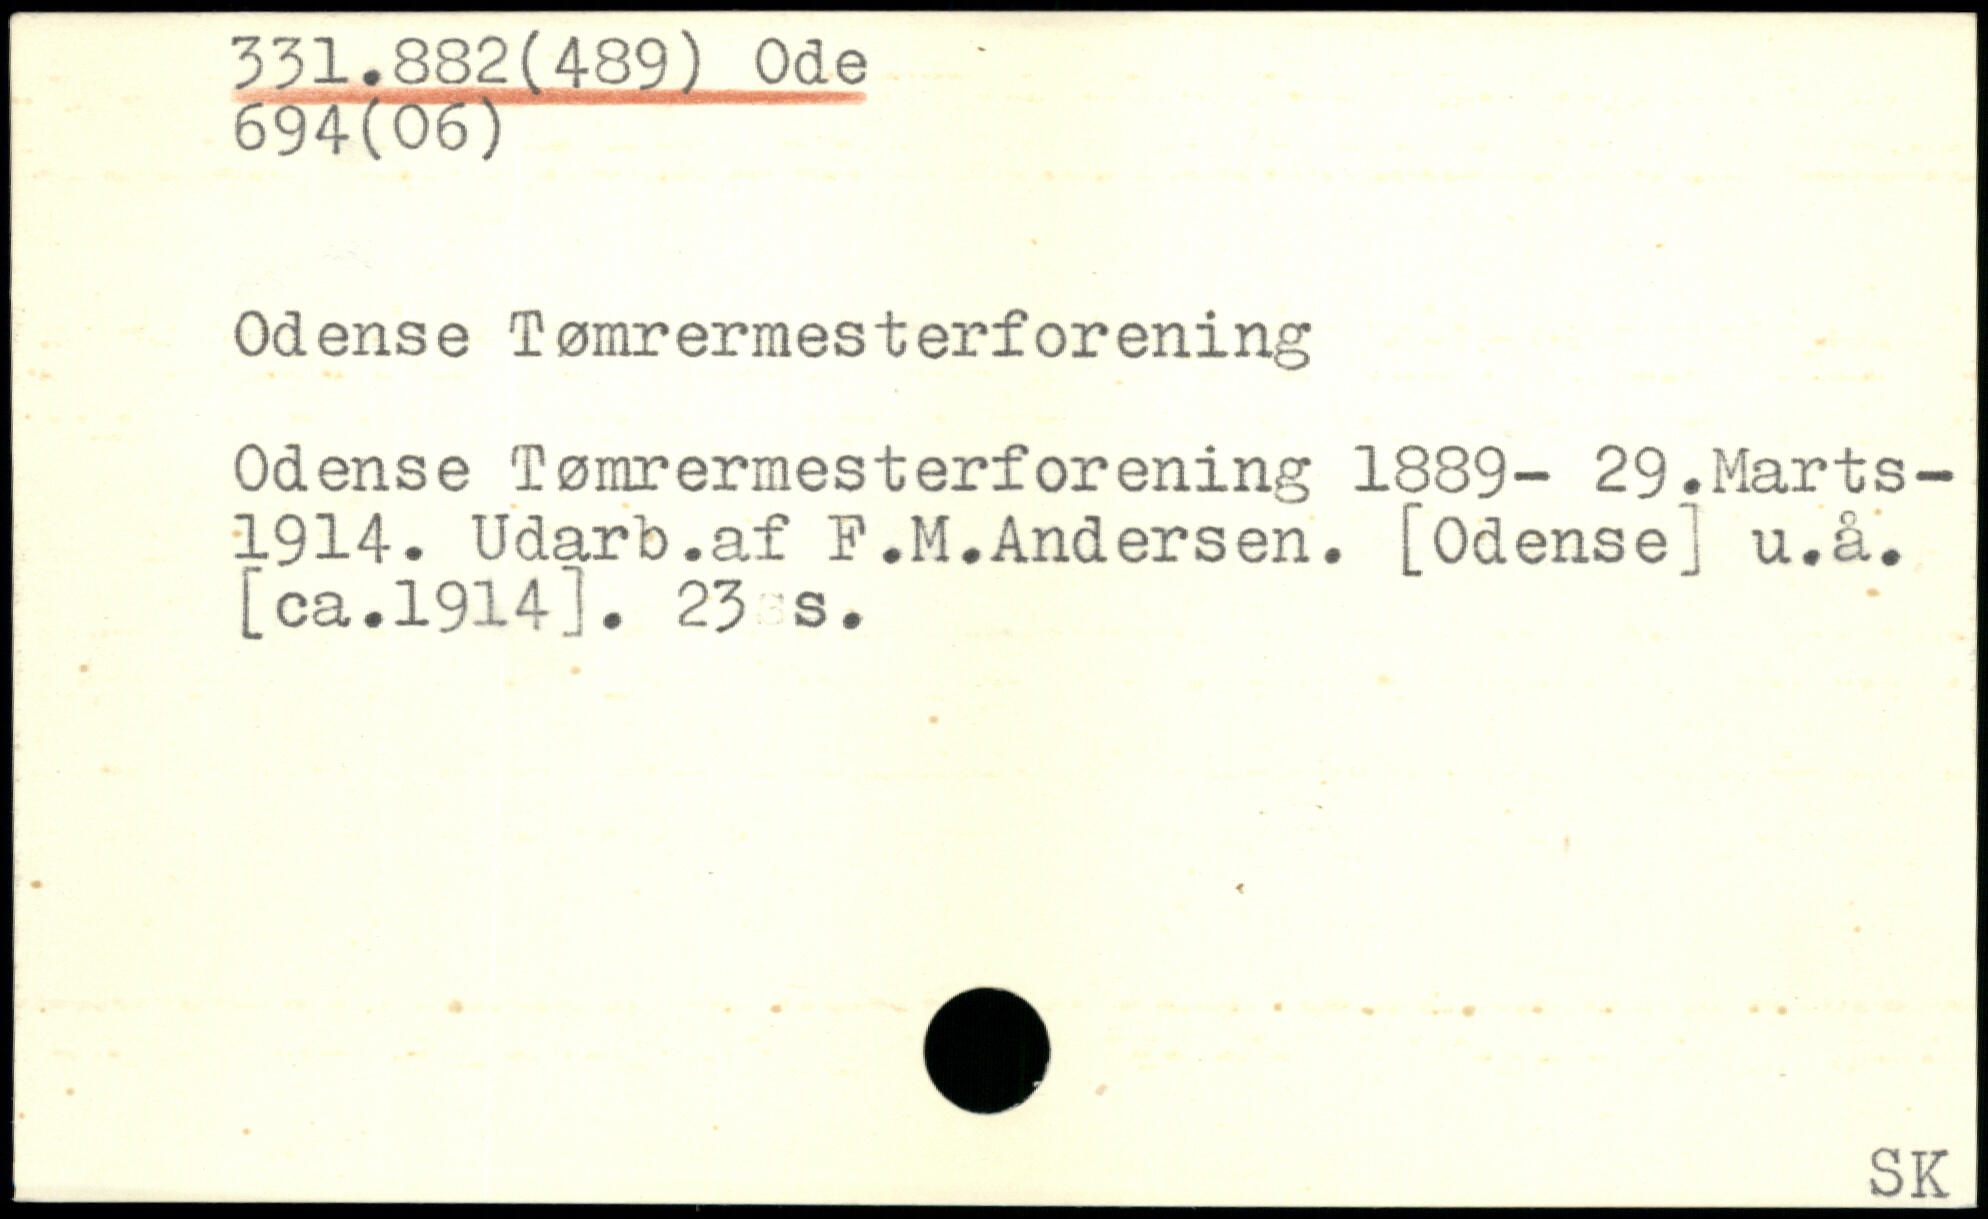 331.882(489) Ode
694(06)
Odense Tømrermesterforening
Odense Tømrermesterforening 1889- 29.Marts-
1914. Udarb.af F.M.Andersen. [Odense] u.å.
[ca.1914]. 23 s.
SK